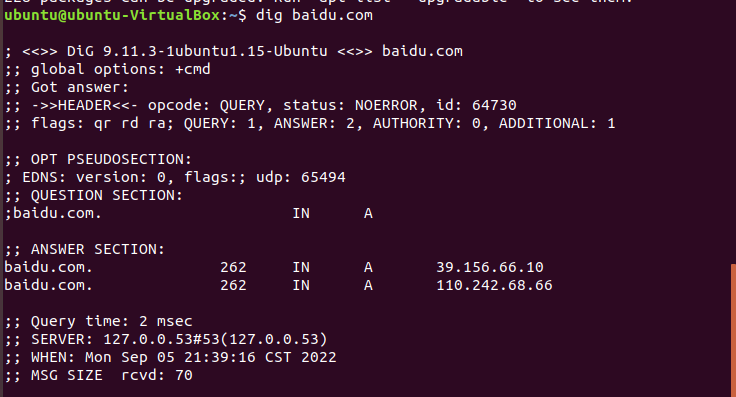 ubuntu@ubuntu-VirtualBox:~$ dig baidu.com
; <<>> DiG 9.11.3-1ubuntu1.15-Ubuntu <<>> baidu.com
;; global options: +cmd
;; Got answer:
;; ->>HEADER<<- opcode: QUERY, status: NOERROR, id: 64730
;; flags: qr rd ra; QUERY: 1, ANSWER: 2, AUTHORITY: 0, ADDITIONAL: 1
;; OPT PSEUDOSECTION:
; EDNS: version: 0, flags:; udp: 65494
;; QUESTION SECTION:
;baidu.com. IN A
;; ANSWER SECTION:
baidu.com. 262 IN A 39.156.66.10
baidu.com. 262 IN A 110.242.68.66
;; Query time: 2 msec
;; SERVER: 127.0.0.53#53(127.0.0.53)
;; WHEN: Mon Sep 05 21:39:16 CST 2022
;; MSG SIZE rcvd: 70